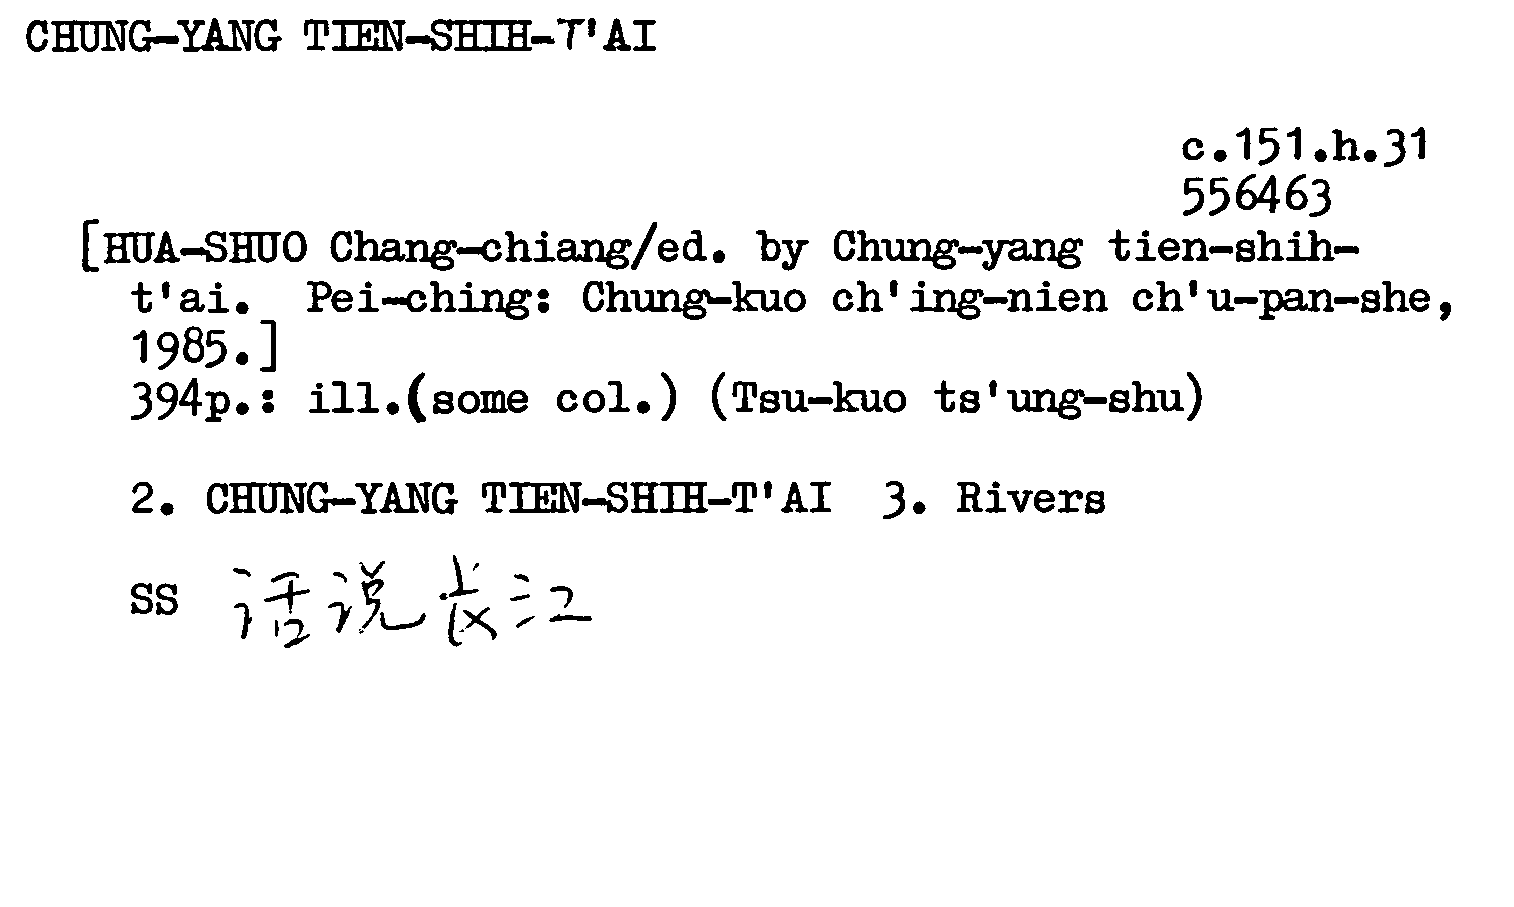 CHUNG-YANG TIEN-SHIH-T'AI
c.151.h.31
556463
[HUA-SHUO Chang-chiang/ed. by Chung-yang tien-shih-
t'ai. Pei-ching: Chung-kuo ch'ing-nien ch'u-pan-she,
1985.]
394p.: ill.(some col.) (Tsu-kuo ts'ung-shu)
2. CHUNG-YANG TIEN-SHIH-T'AI 3. Rivers
SS 话说长江